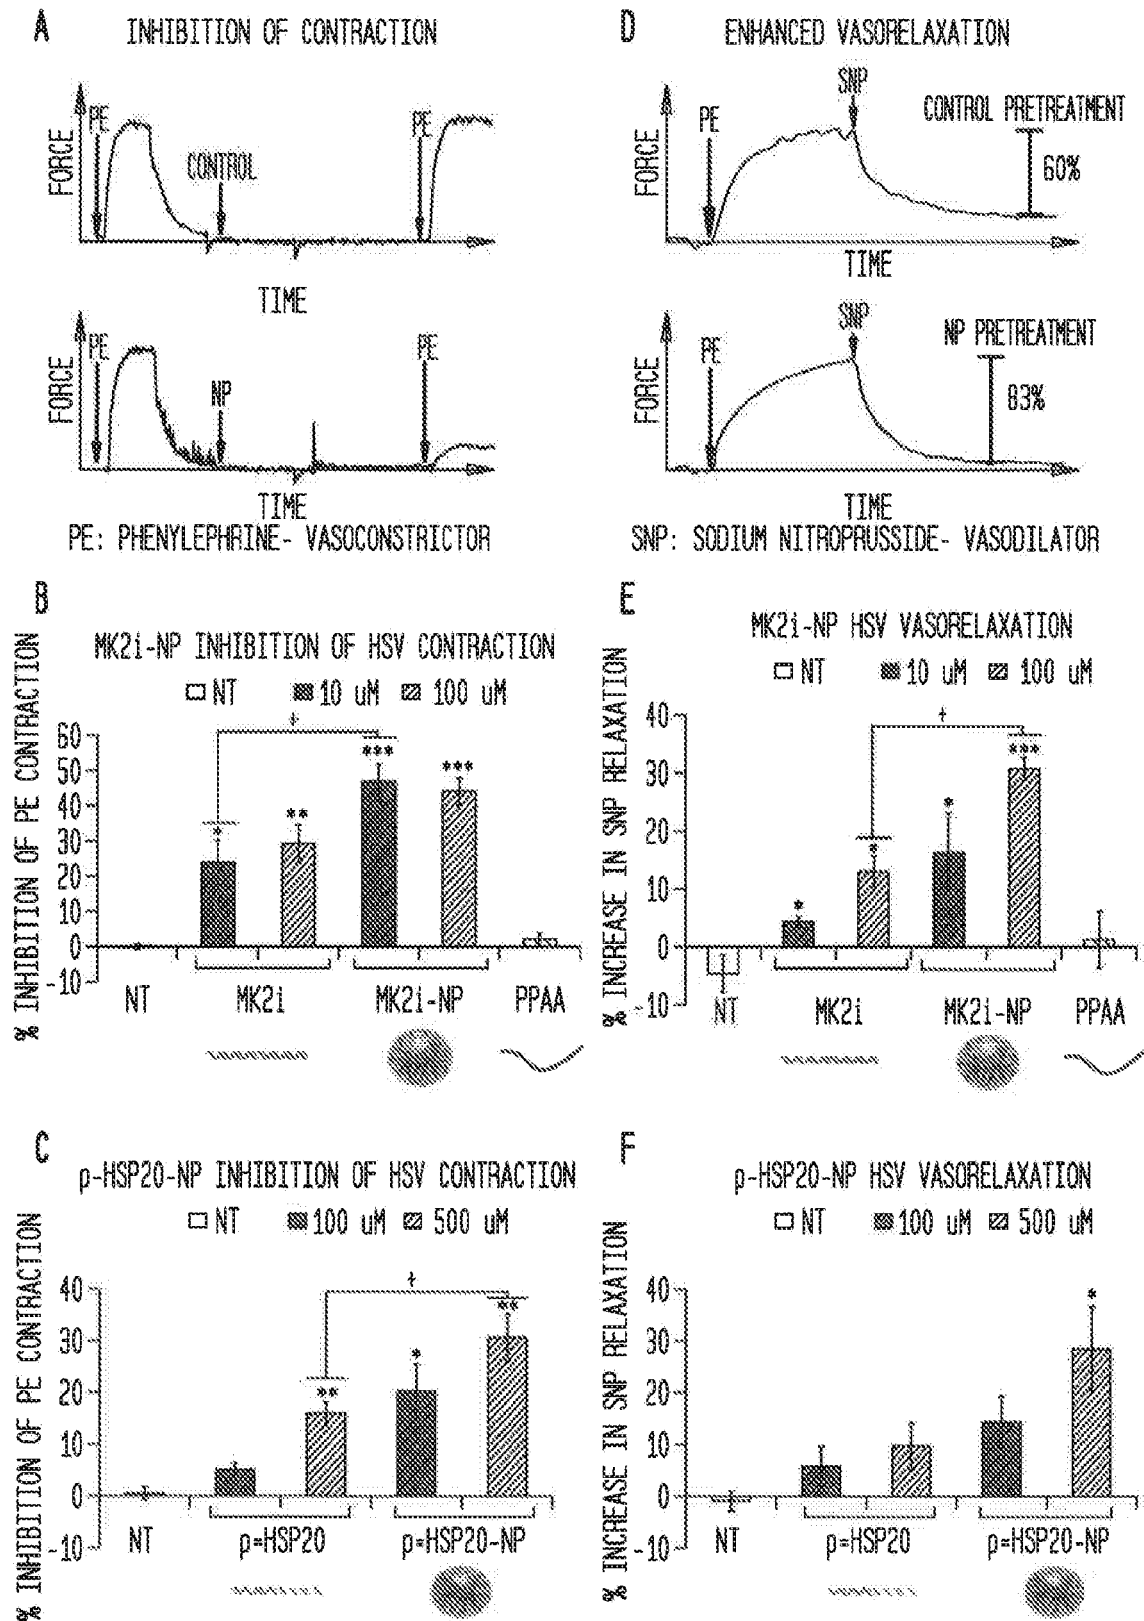 A
INHIBITION OF CONTRACTION
FORCE
PE
CONTROL
PE
TIME
FORCE
PE
NP
PE
TIME
PE: PHENYLEPHRINE- VASOCONSTRICTOR
D
ENHANCED VASORELAXATION
FORCE
PE
SNP
CONTROL PRETREATMENT
60%
TIME
FORCE
PE
SNP
NP PRETREATMENT
83%
TIME
SNP: SODIUM NITROPRUSSIDE- VASODILATOR
B
MK2i-NP INHIBITION OF HSV CONTRACTION
NT 10 uM 100 uM
% INHIBITION OF PE CONTRACTION
60
50
40
30
20
10
0
-10
* ** *** ***
†
NT MK2i MK2i-NP PPAA
E
MK2i-NP HSV VASORELAXATION
NT 10 uM 100 uM
% INCREASE IN SNP RELAXATION
40
30
20
10
0
-10
* * * ***
†
NT MK2i MK2i-NP PPAA
C
p-HSP20-NP INHIBITION OF HSV CONTRACTION
NT 100 uM 500 uM
% INHIBITION OF PE CONTRACTION
40
30
20
10
0
-10
** * **
†
NT p=HSP20 p=HSP20-NP
F
p-HSP20-NP HSV VASORELAXATION
NT 100 uM 500 uM
% INCREASE IN SNP RELAXATION
40
30
20
10
0
-10
*
NT p=HSP20 p=HSP20-NP